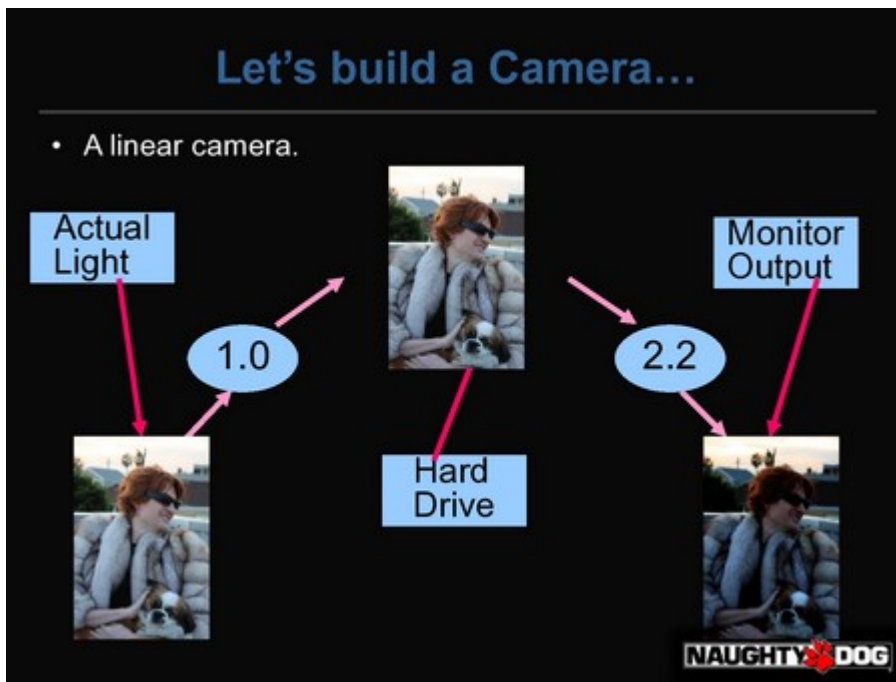 Let's build a Camera…
• A linear camera.
Actual
Light
Monitor
Output
1.0
2.2
Hard
Drive
NAUGHTY DOG